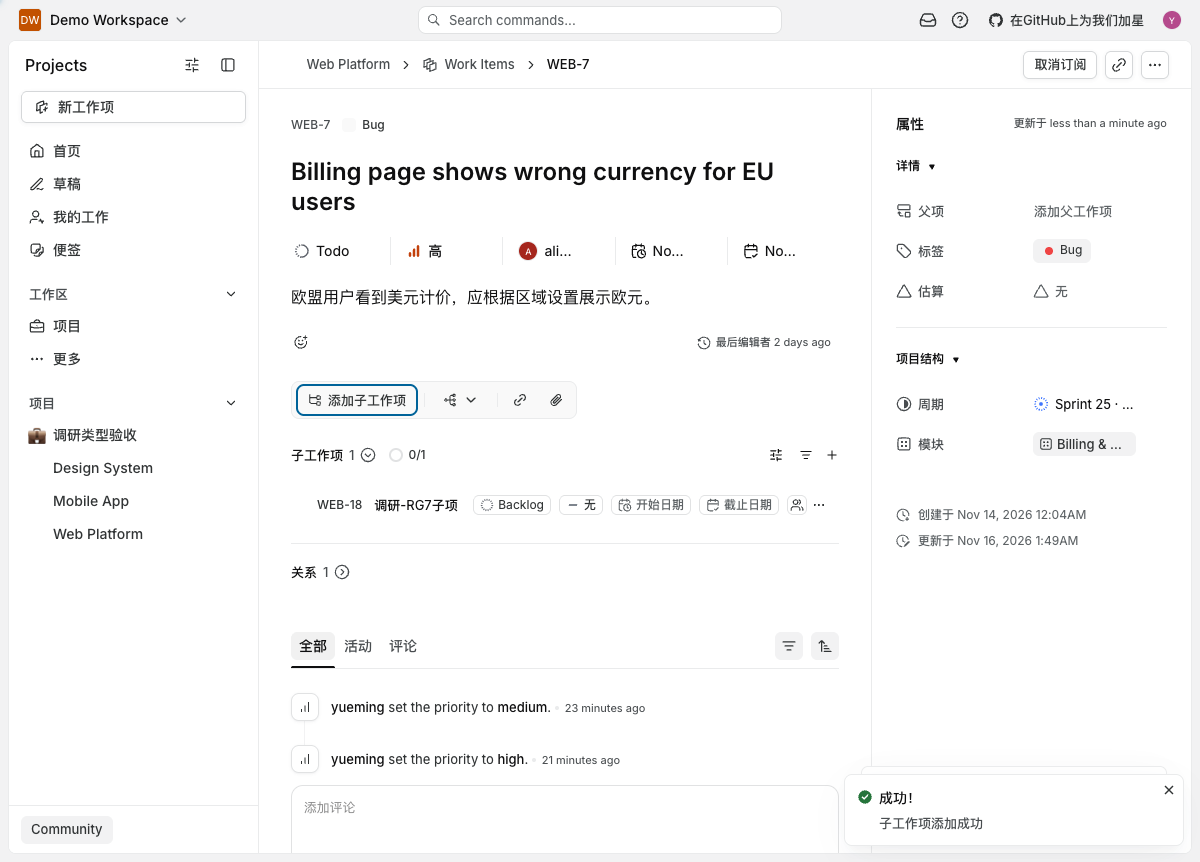 DW Demo Workspace
Search commands...
在GitHub上为我们加星
Y
Projects
新工作项
首页
草稿
我的工作
便签
工作区
项目
更多
项目
调研类型验收
Design System
Mobile App
Web Platform
Community
Web Platform
Work Items
WEB-7
取消订阅
WEB-7 Bug
Billing page shows wrong currency for EU
users
Todo
高
A ali...
No...
No...
欧盟用户看到美元计价，应根据区域设置展示欧元。
最后编辑者 2 days ago
添加子工作项
子工作项 1 0/1
WEB-18 调研-RG7子项 Backlog 无 开始日期 截止日期
关系 1
全部 活动 评论
yueming set the priority to medium. 23 minutes ago
yueming set the priority to high. 21 minutes ago
添加评论
属性 更新于 less than a minute ago
详情
父项 添加父工作项
标签 Bug
估算 无
项目结构
周期 Sprint 25 · ...
模块 Billing & ...
创建于 Nov 14, 2026 12:04AM
更新于 Nov 16, 2026 1:49AM
成功!
子工作项添加成功